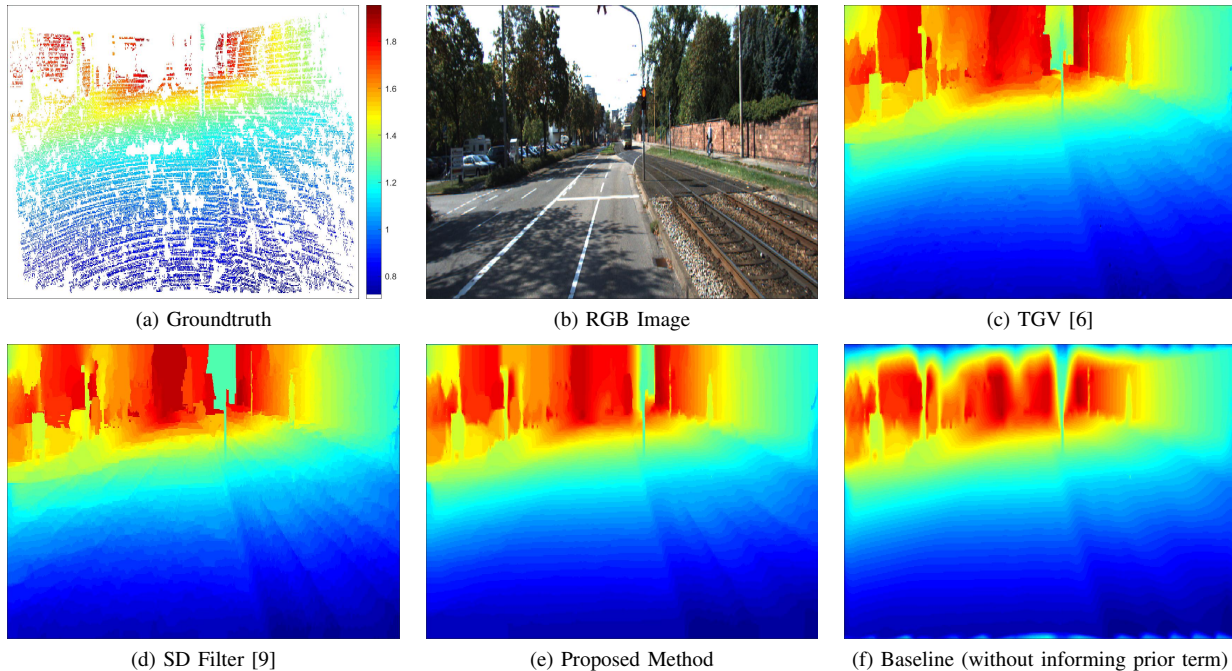 1.8
1.6
1.4
1.2
1
0.8
(a) Groundtruth
(b) RGB Image
(c) TGV [6]
(d) SD Filter [9]
(e) Proposed Method
(f) Baseline (without informing prior term)